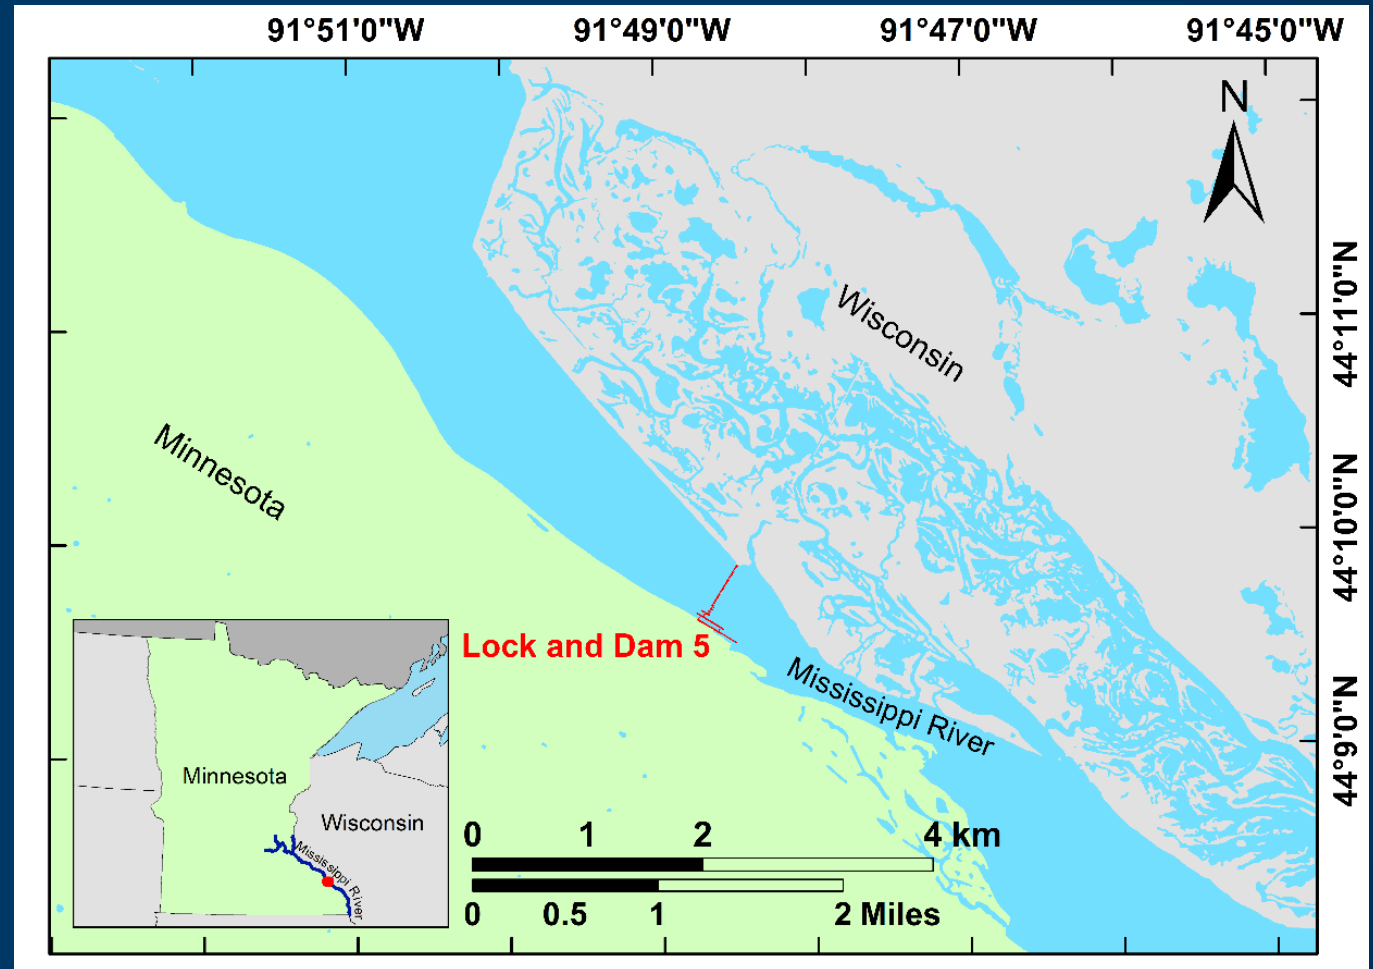 91°51'0"W
91°49'0"W
91°47'0"W
91°45'0"W
N
44°11'0"N
Wisconsin
Minnesota
44°10'0"N
Lock and Dam 5
Mississippi River
44°9'0"N
Minnesota
Wisconsin
Mississippi River
0 1 2 4 km
0 0.5 1 2 Miles